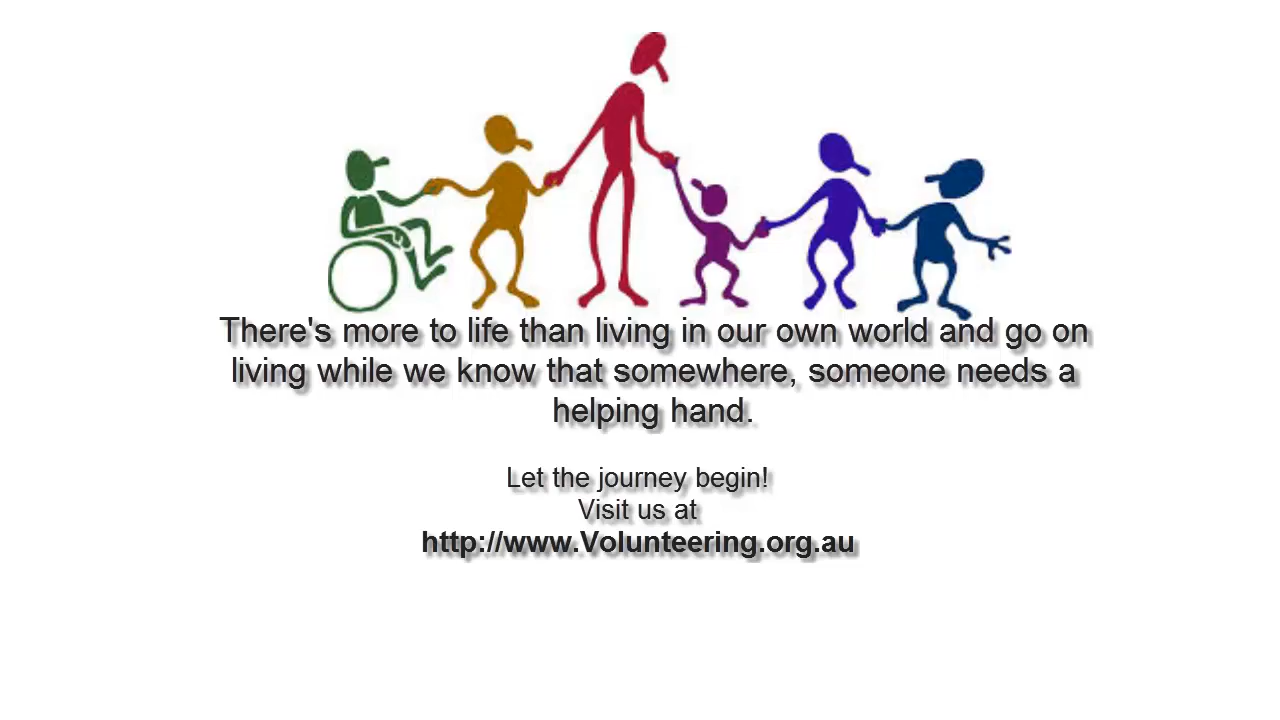 There's more to life than living in our own world and go on
living while we know that somewhere, someone needs a
helping hand.
Let the journey begin!
Visit us at
http://www.Volunteering.org.au